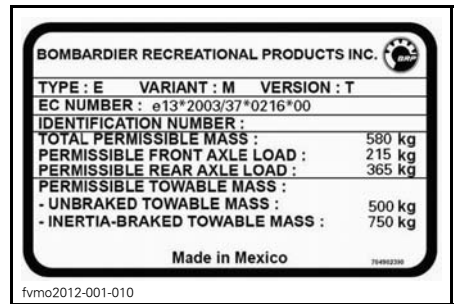 BOMBARDIER RECREATIONAL PRODUCTS INC. BRP
TYPE : E VARIANT : M VERSION : T
EC NUMBER : e13*2003/37*0216*00
IDENTIFICATION NUMBER :
TOTAL PERMISSIBLE MASS : 580 kg
PERMISSIBLE FRONT AXLE LOAD : 215 kg
PERMISSIBLE REAR AXLE LOAD : 365 kg
PERMISSIBLE TOWABLE MASS :
- UNBRAKED TOWABLE MASS : 500 kg
- INERTIA-BRAKED TOWABLE MASS : 750 kg
Made in Mexico 704902390
fvmo2012-001-010